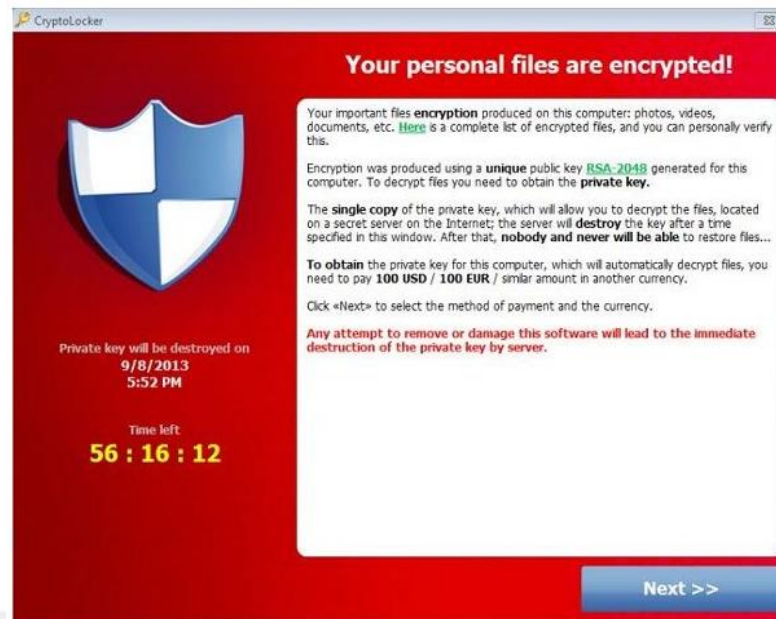 CryptoLocker
Your personal files are encrypted!
Your important files encryption produced on this computer: photos, videos,
documents, etc. Here is a complete list of encrypted files, and you can personally verify
this.
Encryption was produced using a unique public key RSA-2048 generated for this
computer. To decrypt files you need to obtain the private key.
The single copy of the private key, which will allow you to decrypt the files, located
on a secret server on the Internet; the server will destroy the key after a time
specified in this window. After that, nobody and never will be able to restore files...
To obtain the private key for this computer, which will automatically decrypt files, you
need to pay 100 USD / 100 EUR / similar amount in another currency.
Click «Next» to select the method of payment and the currency.
Any attempt to remove or damage this software will lead to the immediate
destruction of the private key by server.
Private key will be destroyed on
9/8/2013
5:52 PM
Time left
56 : 16 : 12
Next >>